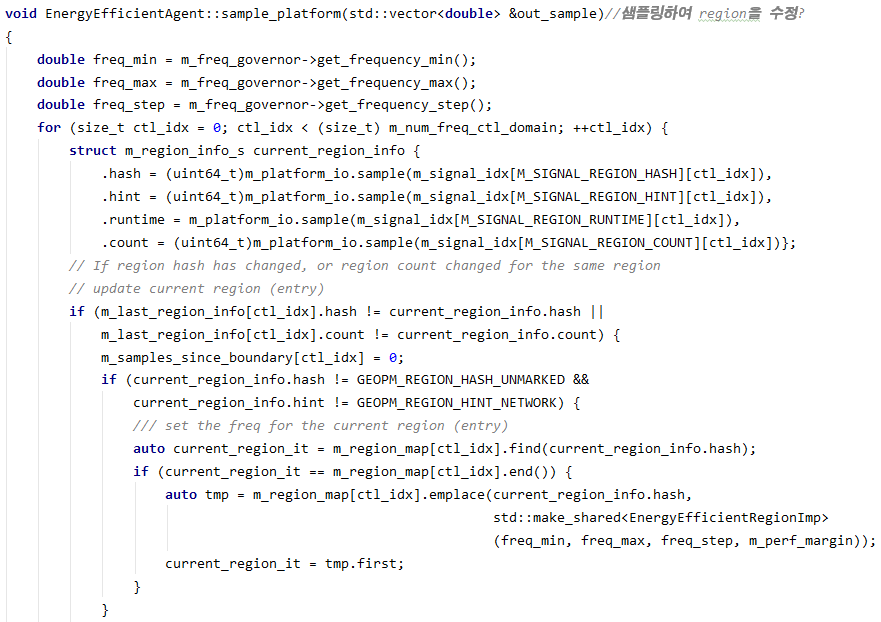 void EnergyEfficientAgent::sample_platform(std::vector<double> &out_sample)//샘플링하여 region을 수정?
{
    double freq_min = m_freq_governor->get_frequency_min();
    double freq_max = m_freq_governor->get_frequency_max();
    double freq_step = m_freq_governor->get_frequency_step();
    for (size_t ctl_idx = 0; ctl_idx < (size_t) m_num_freq_ctl_domain; ++ctl_idx) {
        struct m_region_info_s current_region_info {
            .hash = (uint64_t)m_platform_io.sample(m_signal_idx[M_SIGNAL_REGION_HASH][ctl_idx]),
            .hint = (uint64_t)m_platform_io.sample(m_signal_idx[M_SIGNAL_REGION_HINT][ctl_idx]),
            .runtime = m_platform_io.sample(m_signal_idx[M_SIGNAL_REGION_RUNTIME][ctl_idx]),
            .count = (uint64_t)m_platform_io.sample(m_signal_idx[M_SIGNAL_REGION_COUNT][ctl_idx])};
        // If region hash has changed, or region count changed for the same region
        // update current region (entry)
        if (m_last_region_info[ctl_idx].hash != current_region_info.hash ||
            m_last_region_info[ctl_idx].count != current_region_info.count) {
            m_samples_since_boundary[ctl_idx] = 0;
            if (current_region_info.hash != GEOPM_REGION_HASH_UNMARKED &&
                current_region_info.hint != GEOPM_REGION_HINT_NETWORK) {
                /// set the freq for the current region (entry)
                auto current_region_it = m_region_map[ctl_idx].find(current_region_info.hash);
                if (current_region_it == m_region_map[ctl_idx].end()) {
                    auto tmp = m_region_map[ctl_idx].emplace(current_region_info.hash,
                                                             std::make_shared<EnergyEfficientRegionImp>
                                                             (freq_min, freq_max, freq_step, m_perf_margin));
                    current_region_it = tmp.first;
                }
            }